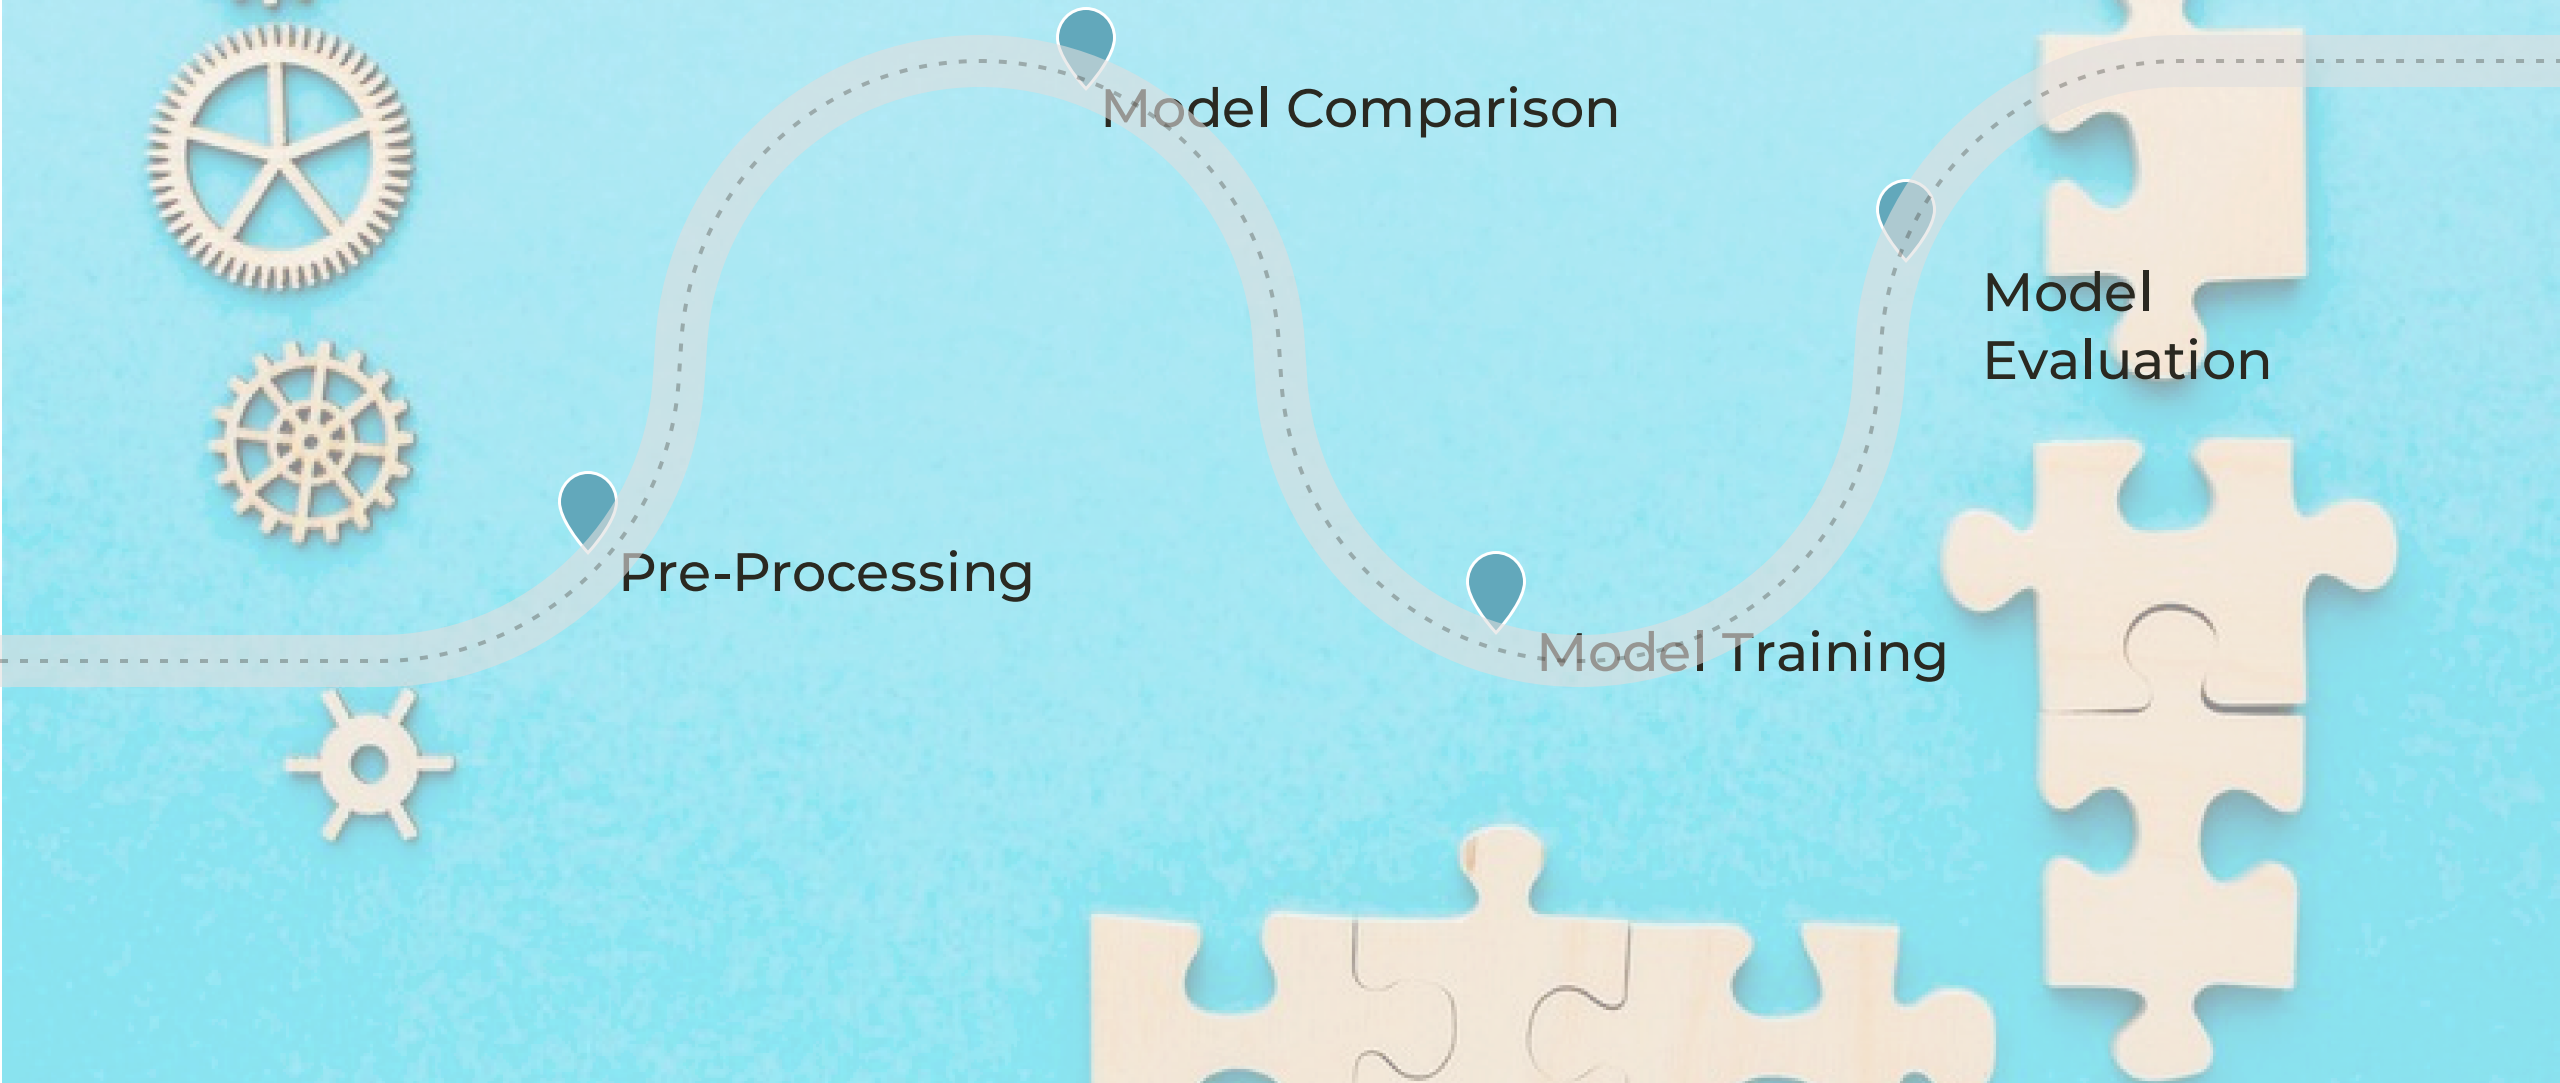 Pre-Processing
Model Comparison
Model Training
Model
Evaluation